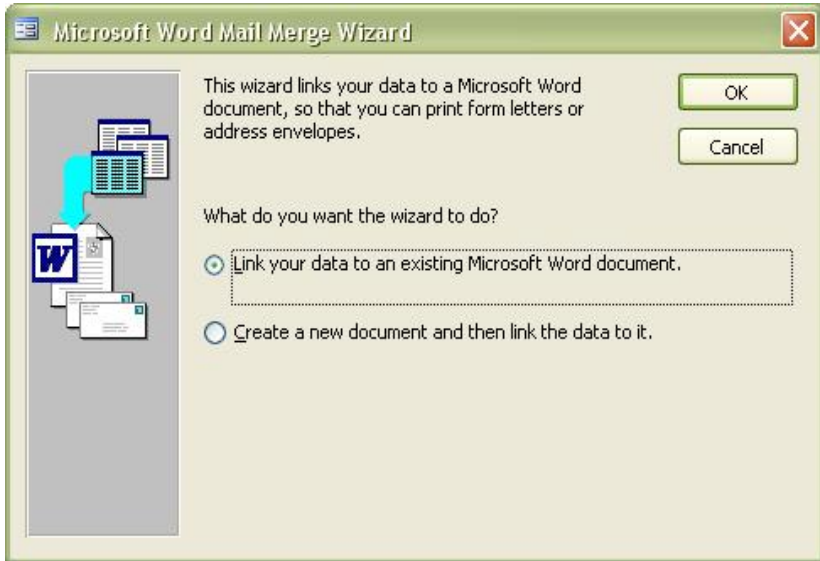 Microsoft Word Mail Merge Wizard
This wizard links your data to a Microsoft Word
document, so that you can print form letters or
address envelopes.
OK
Cancel
What do you want the wizard to do?
Link your data to an existing Microsoft Word document.
Create a new document and then link the data to it.
W